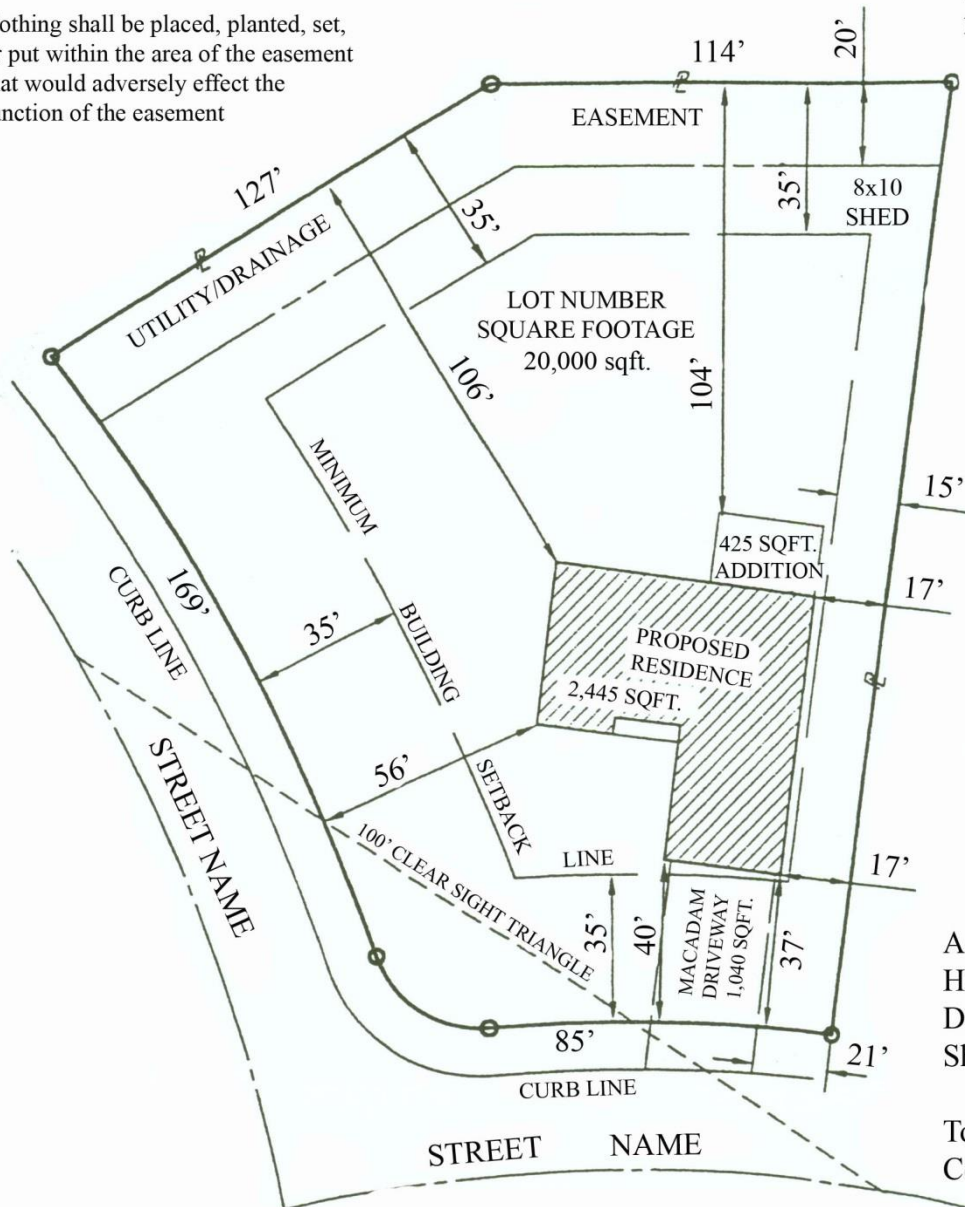 othing shall be placed, planted, set,
r put within the area of the easement
at would adversely effect the
unction of the easement
114’
20’
EASEMENT
127’
35’
35’
8x10
SHED
UTILITY/DRAINAGE
LOT NUMBER
SQUARE FOOTAGE
20,000 sqft.
106’
104’
MINIMUM
15’
425 SQFT.
ADDITION
CURB LINE
169’
35’
BUILDING
17’
PROPOSED
RESIDENCE
2,445 SQFT.
STREET NAME
56’
SETBACK
100’ CLEAR SIGHT TRIANGLE
LINE
17’
35’
40’
MACADAM
DRIVEWAY
1,040 SQFT.
37’
A
H
D
Sl
85’
21’
CURB LINE
To
C
STREET NAME